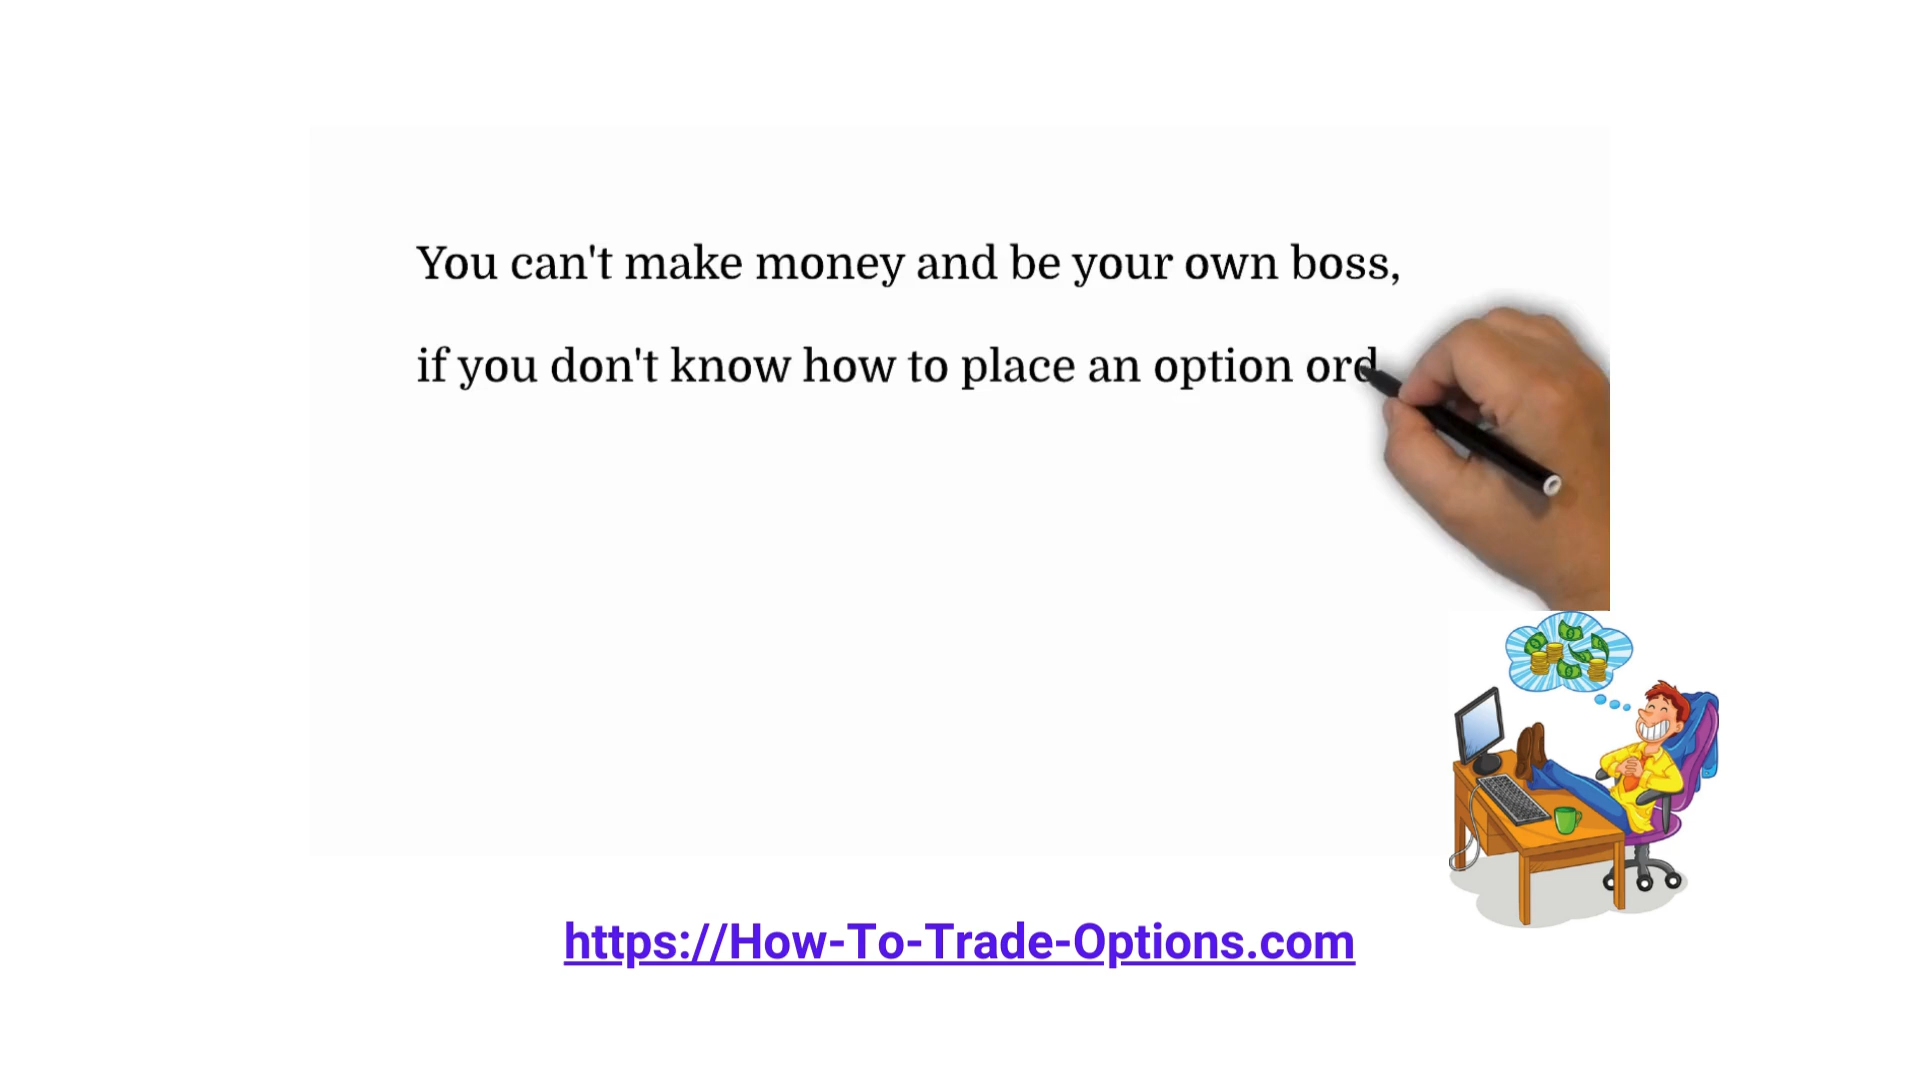 You can't make money and be your own boss,
if you don't know how to place an option ord
https://How-To-Trade-Options.com